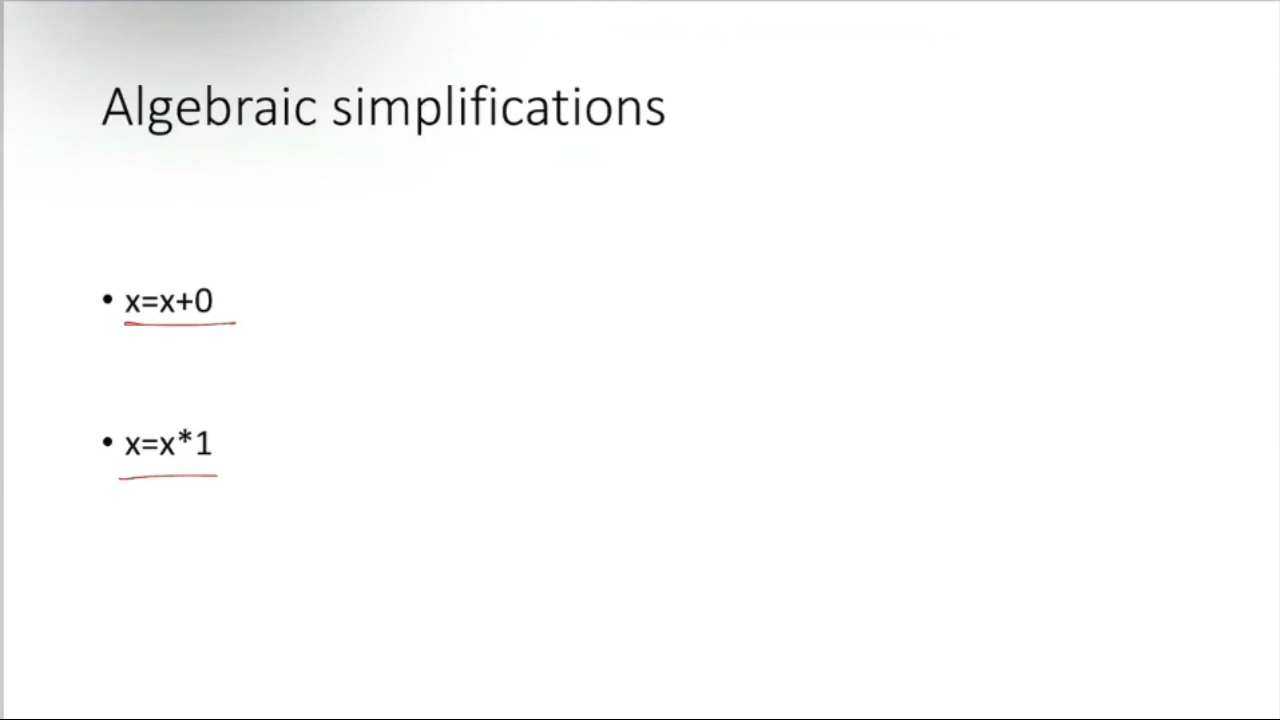 Algebraic simplifications
• x=x+0
• x=x*1